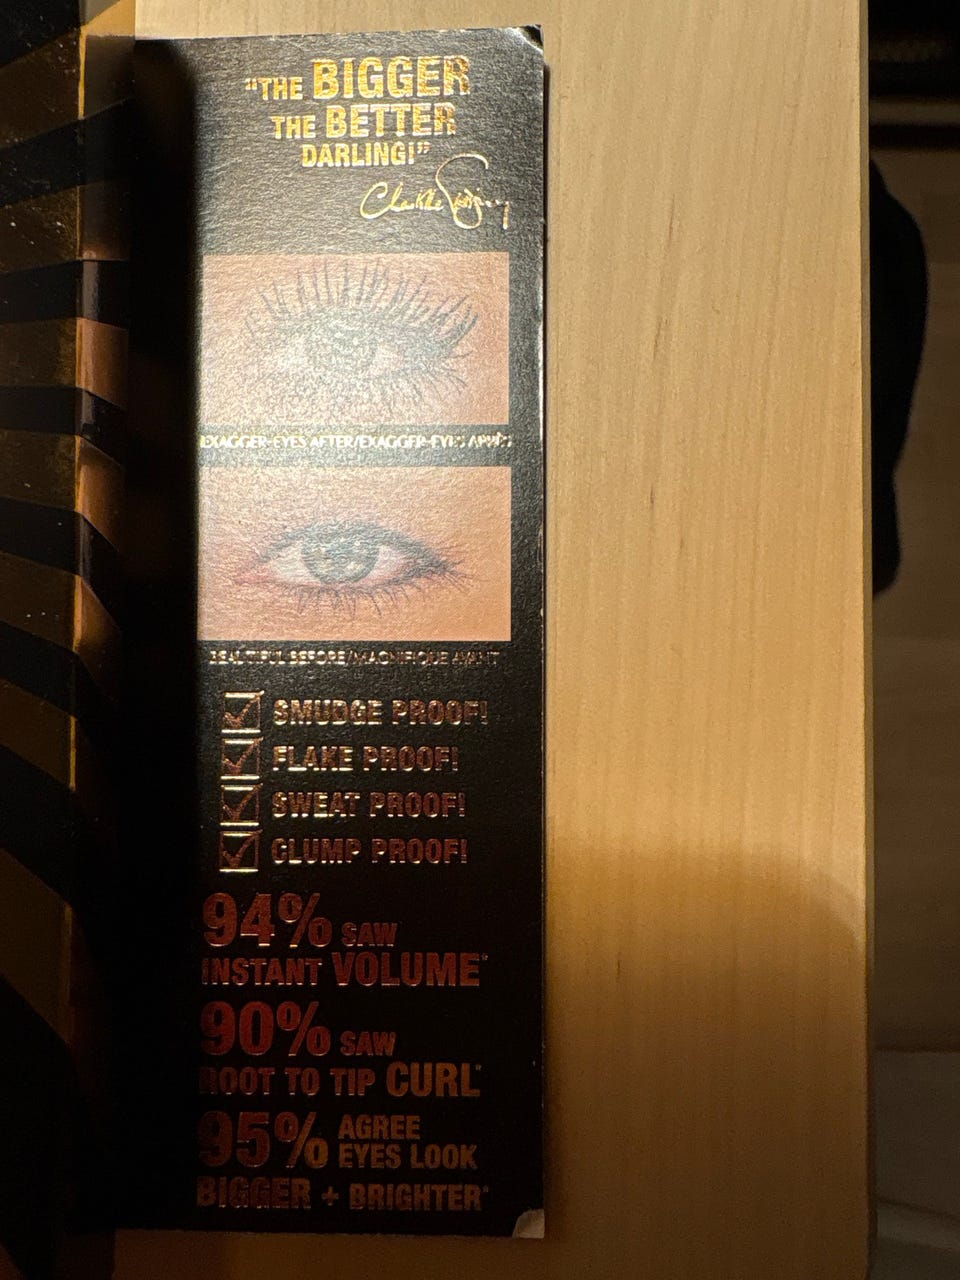 “THE BIGGER
THE BETTER
DARLING!”
Charlotte Tilbury
EXAGGER-EYES AFTER/EXAGGER-EYES APRÈS
BEAUTIFUL BEFORE/MAGNIFIQUE AVANT
SMUDGE PROOF!
FLAKE PROOF!
SWEAT PROOF!
CLUMP PROOF!
94% SAW
INSTANT VOLUME*
90% SAW
ROOT TO TIP CURL*
95% AGREE
EYES LOOK
BIGGER + BRIGHTER*